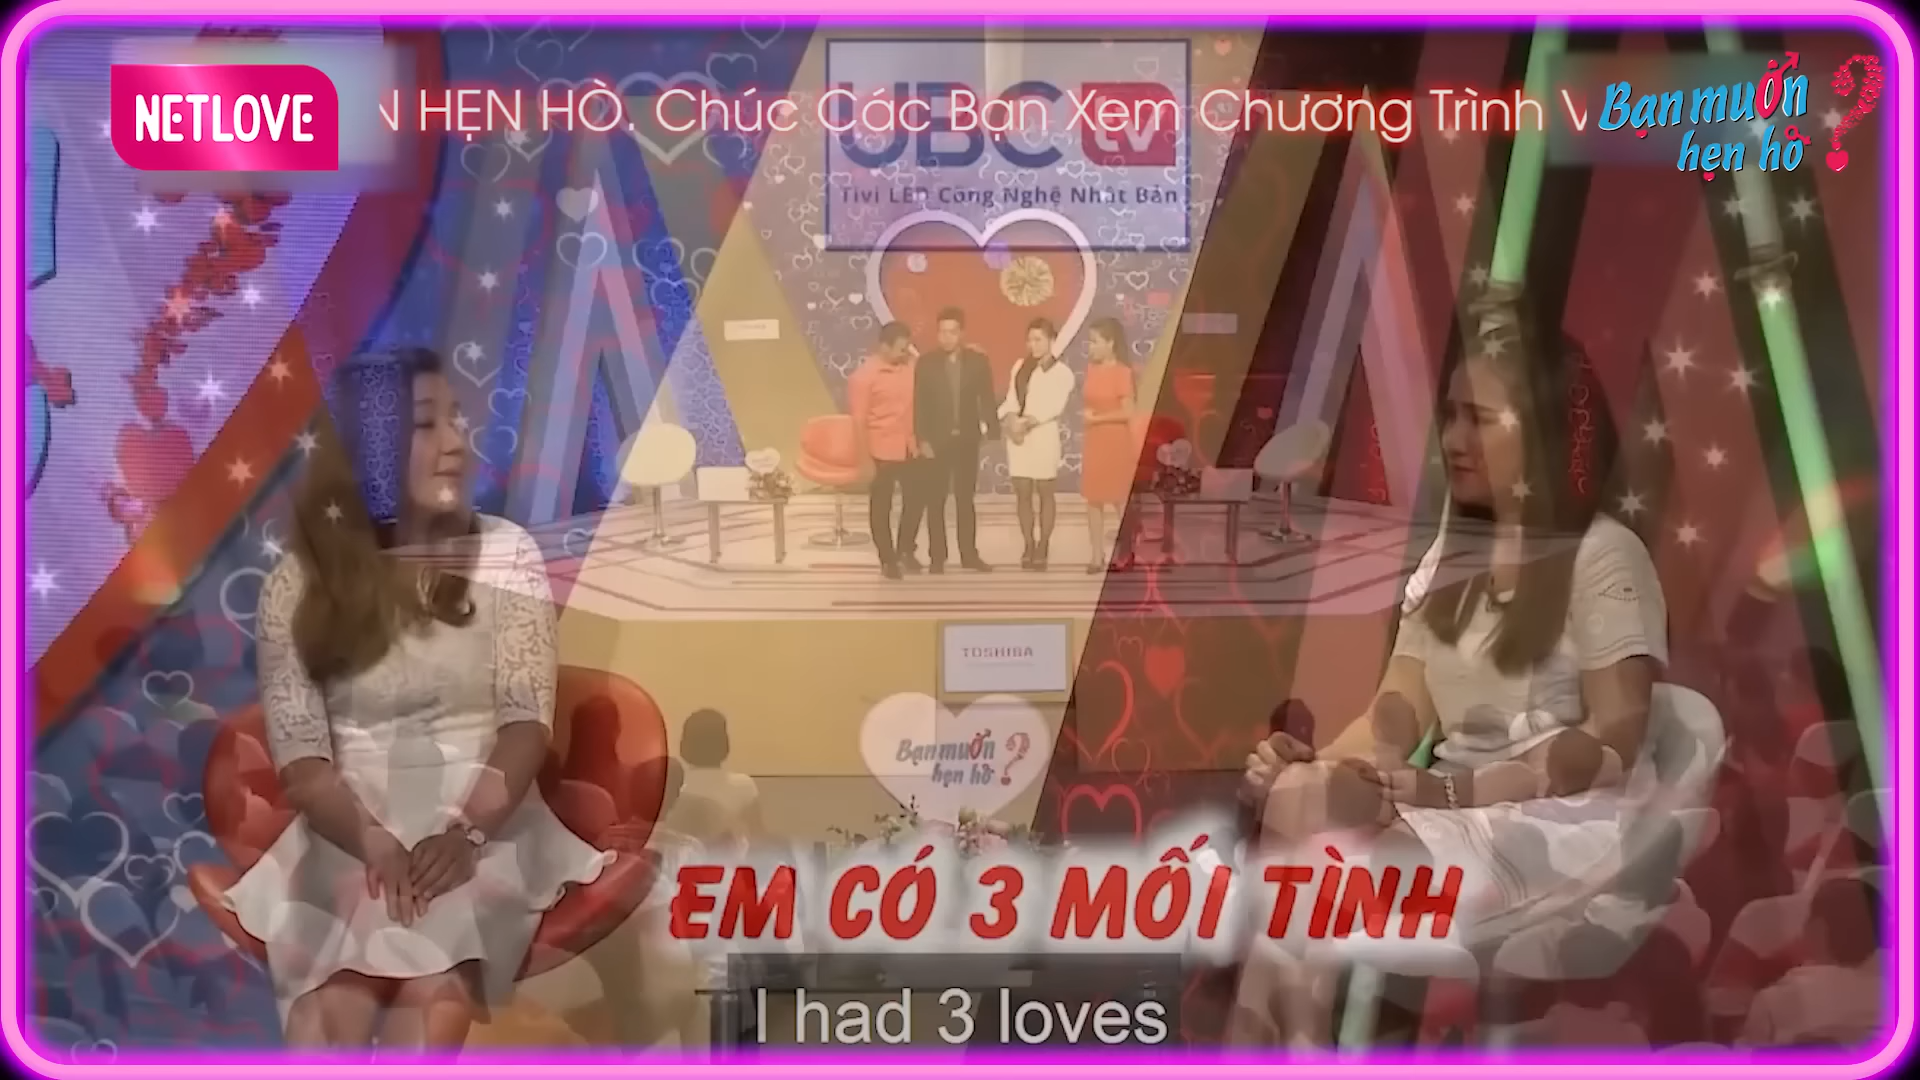 NETLOVE
N HẸN HÒ. Chúc Các Bạn Xem Chương Trình V
Bạn muốn
hẹn hò
?
UBC tv
Tivi LED Công Nghệ Nhật Bản
TOSHIBA
Bạn muốn
hẹn hò
?
EM CÓ 3 MỐI TÌNH
I had 3 loves